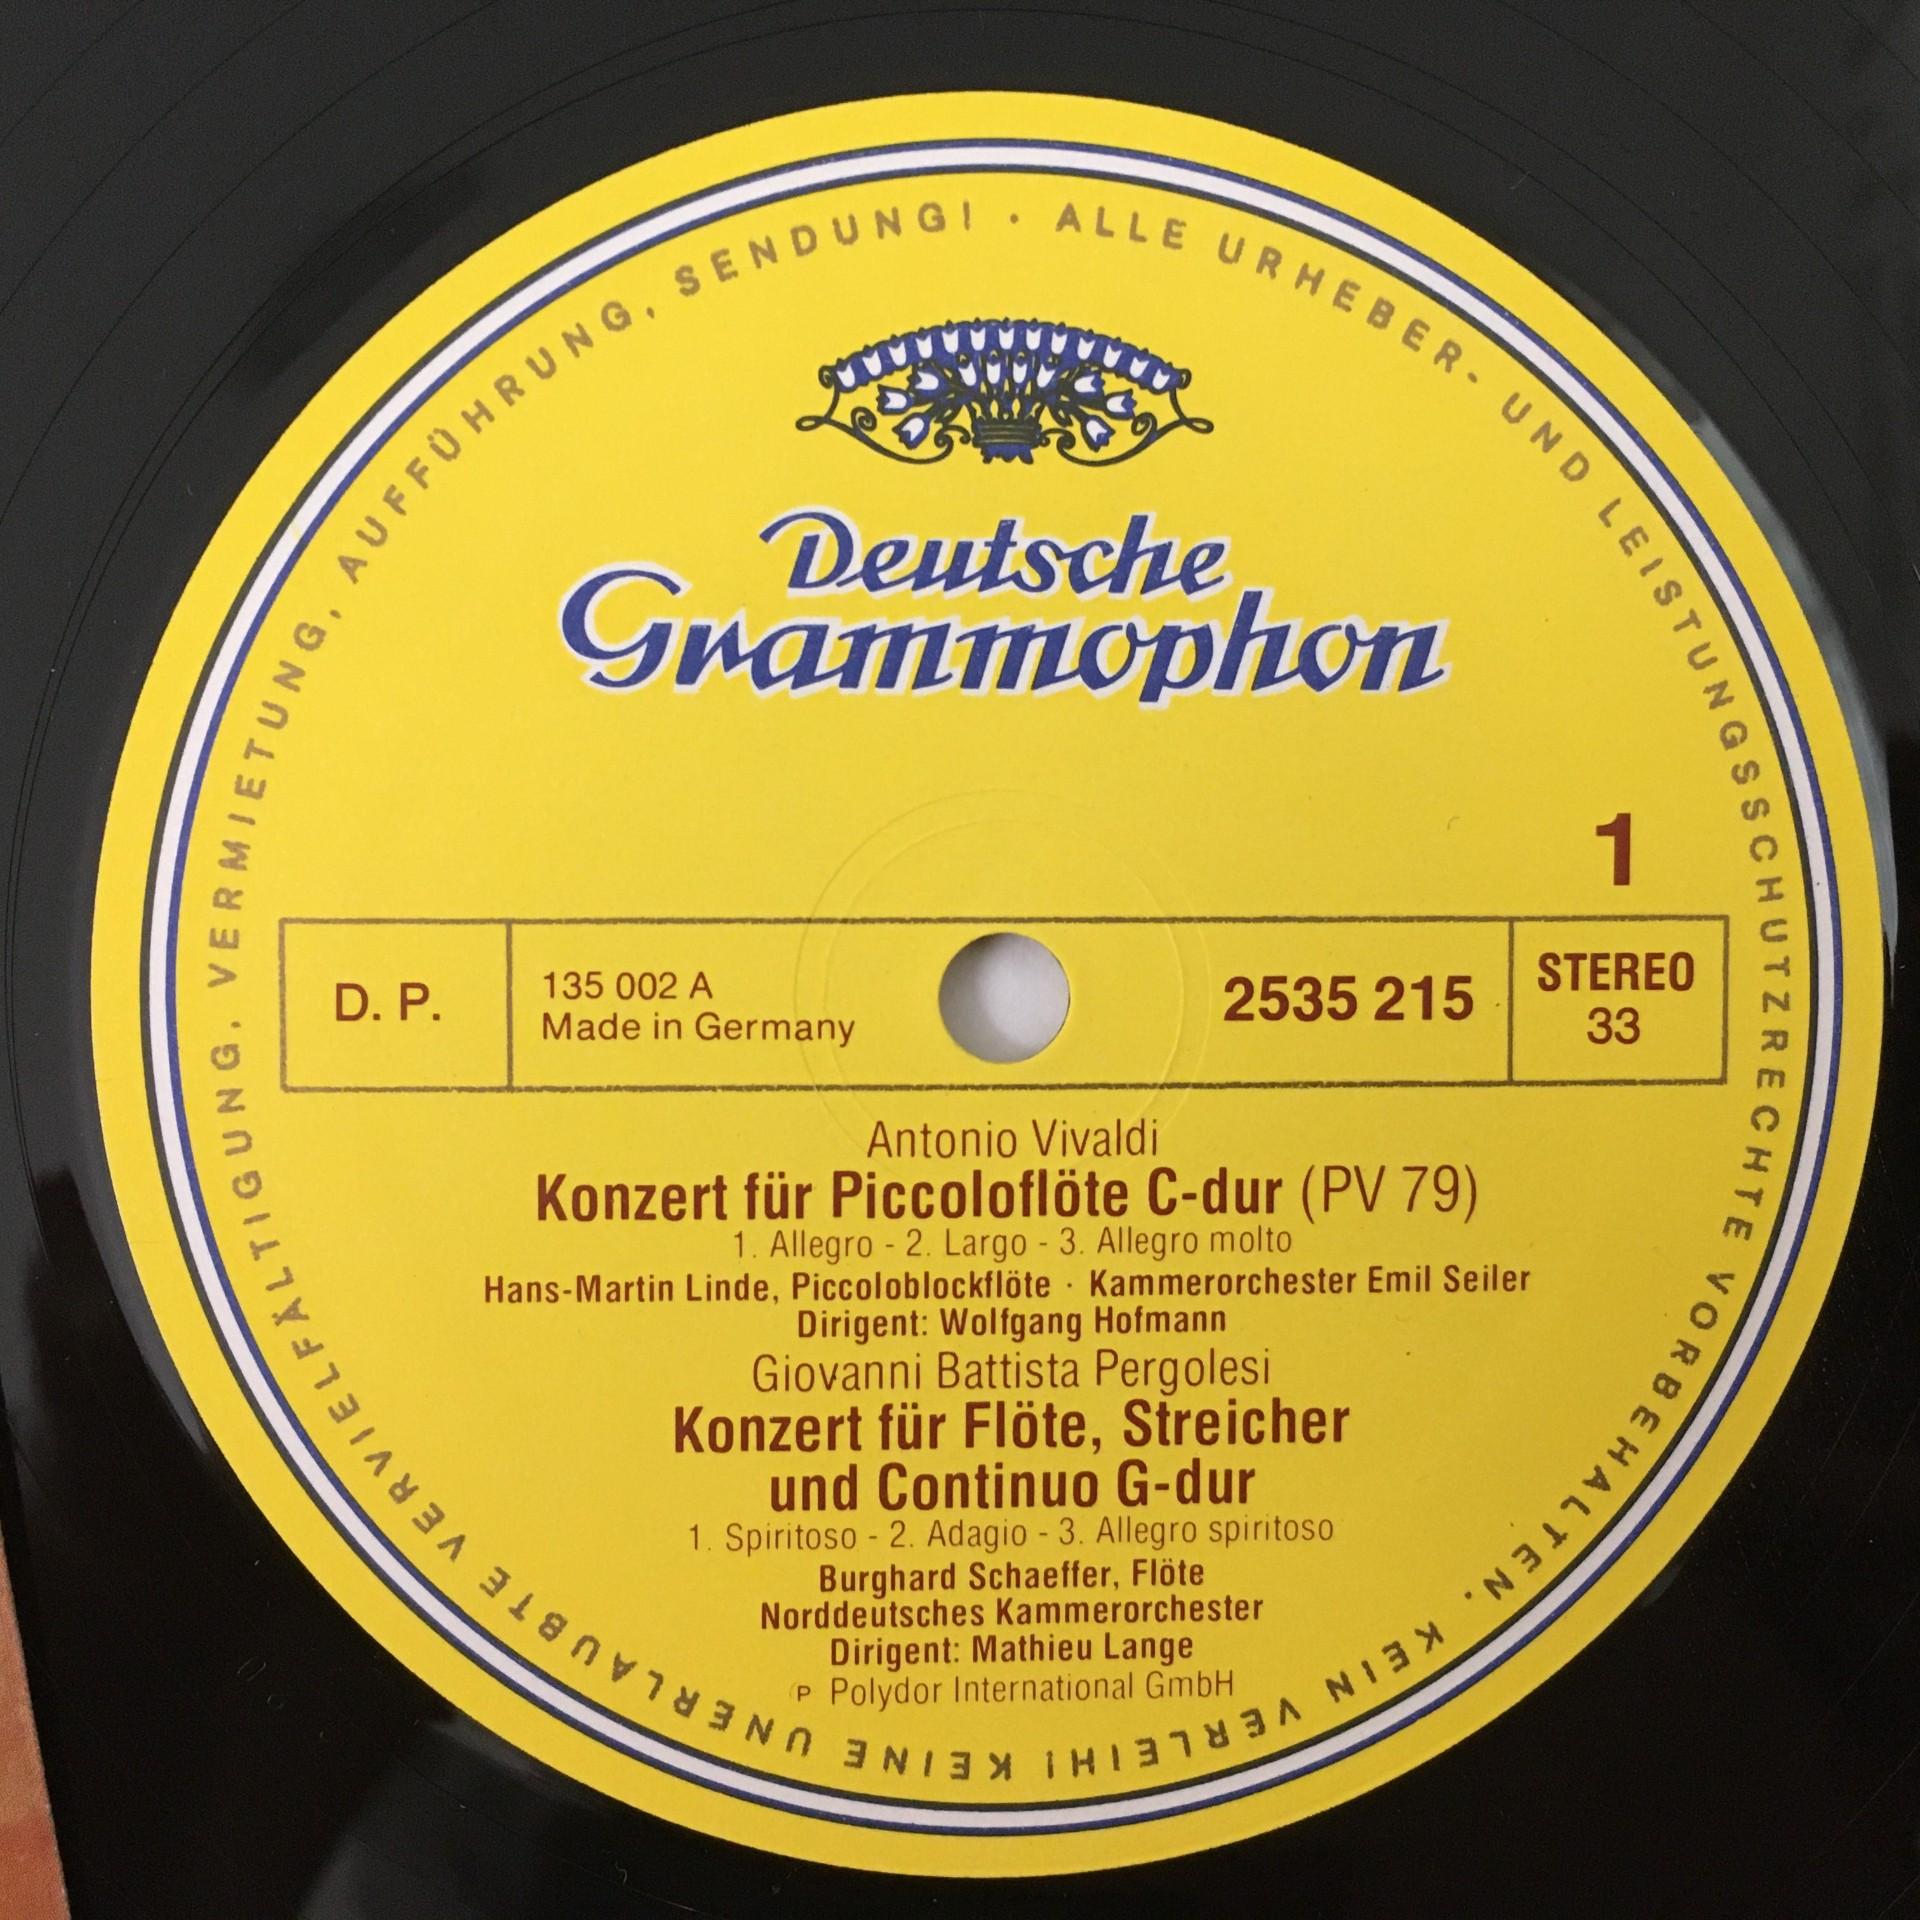 ALLE URHEBER- UND LEISTUNGSSCHUTZRECHTE VORBEHALTEN. KEIN VERLEIH! KEINE UNERLAUBTE VERVIELFÄLTIGUNG, VERMIETUNG, AUFFÜHRUNG, SENDUNG! ·
Deutsche
Grammophon
1
D. P.
135 002 A
Made in Germany
2535 215
STEREO
33
Antonio Vivaldi
Konzert für Piccoloflöte C-dur (PV 79)
1. Allegro - 2. Largo - 3. Allegro molto
Hans-Martin Linde, Piccoloblockflöte · Kammerorchester Emil Seiler
Dirigent: Wolfgang Hofmann
Giovanni Battista Pergolesi
Konzert für Flöte, Streicher
und Continuo G-dur
1. Spiritoso - 2. Adagio - 3. Allegro spiritoso
Burghard Schaeffer, Flöte
Norddeutsches Kammerorchester
Dirigent: Mathieu Lange
℗ Polydor International GmbH